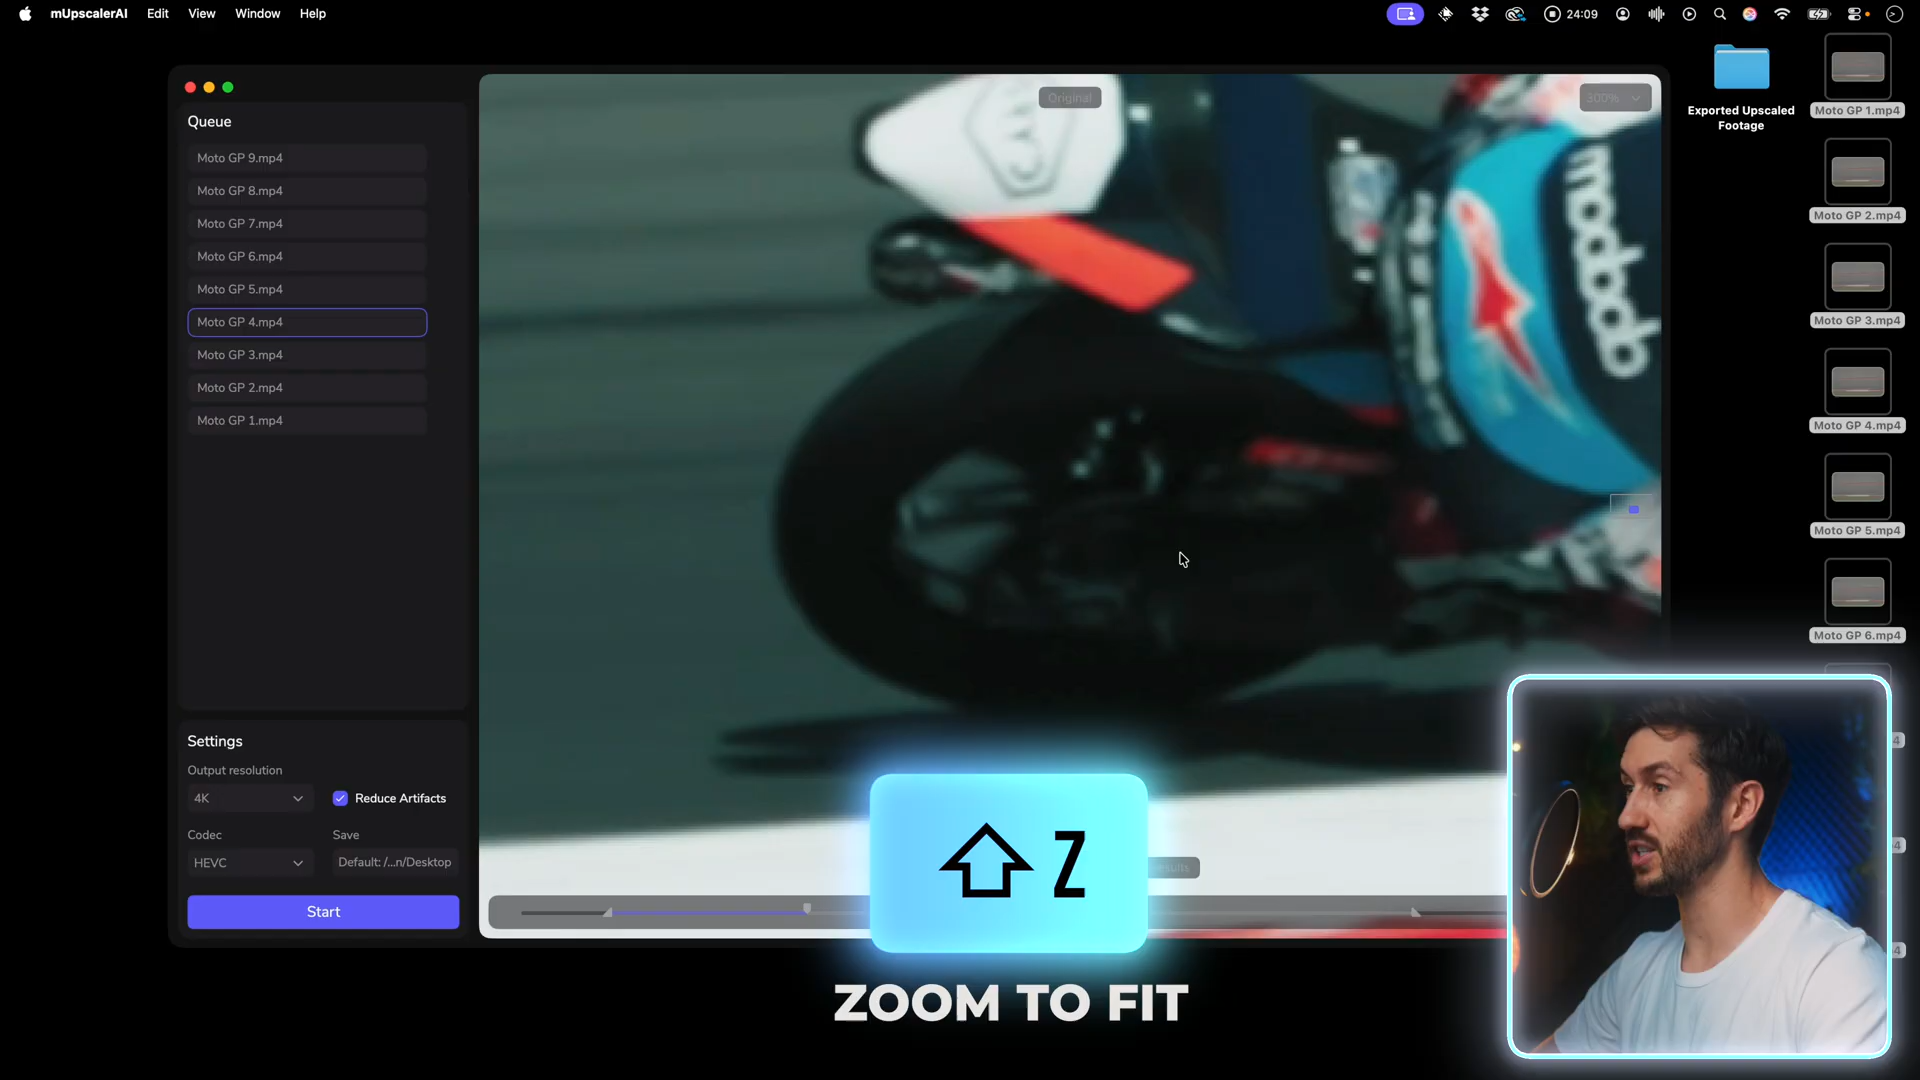 mUpscalerAI Edit View Window Help
24:09
Queue
Moto GP 9.mp4
Moto GP 8.mp4
Moto GP 7.mp4
Moto GP 6.mp4
Moto GP 5.mp4
Moto GP 4.mp4
Moto GP 3.mp4
Moto GP 2.mp4
Moto GP 1.mp4
Settings
Output resolution
4K
Reduce Artifacts
Codec
Save
HEVC
Default: /...n/Desktop
Start
Original
300%
Z
ZOOM TO FIT
Exported Upscaled
Footage
Moto GP 1.mp4
Moto GP 2.mp4
Moto GP 3.mp4
Moto GP 4.mp4
Moto GP 5.mp4
Moto GP 6.mp4